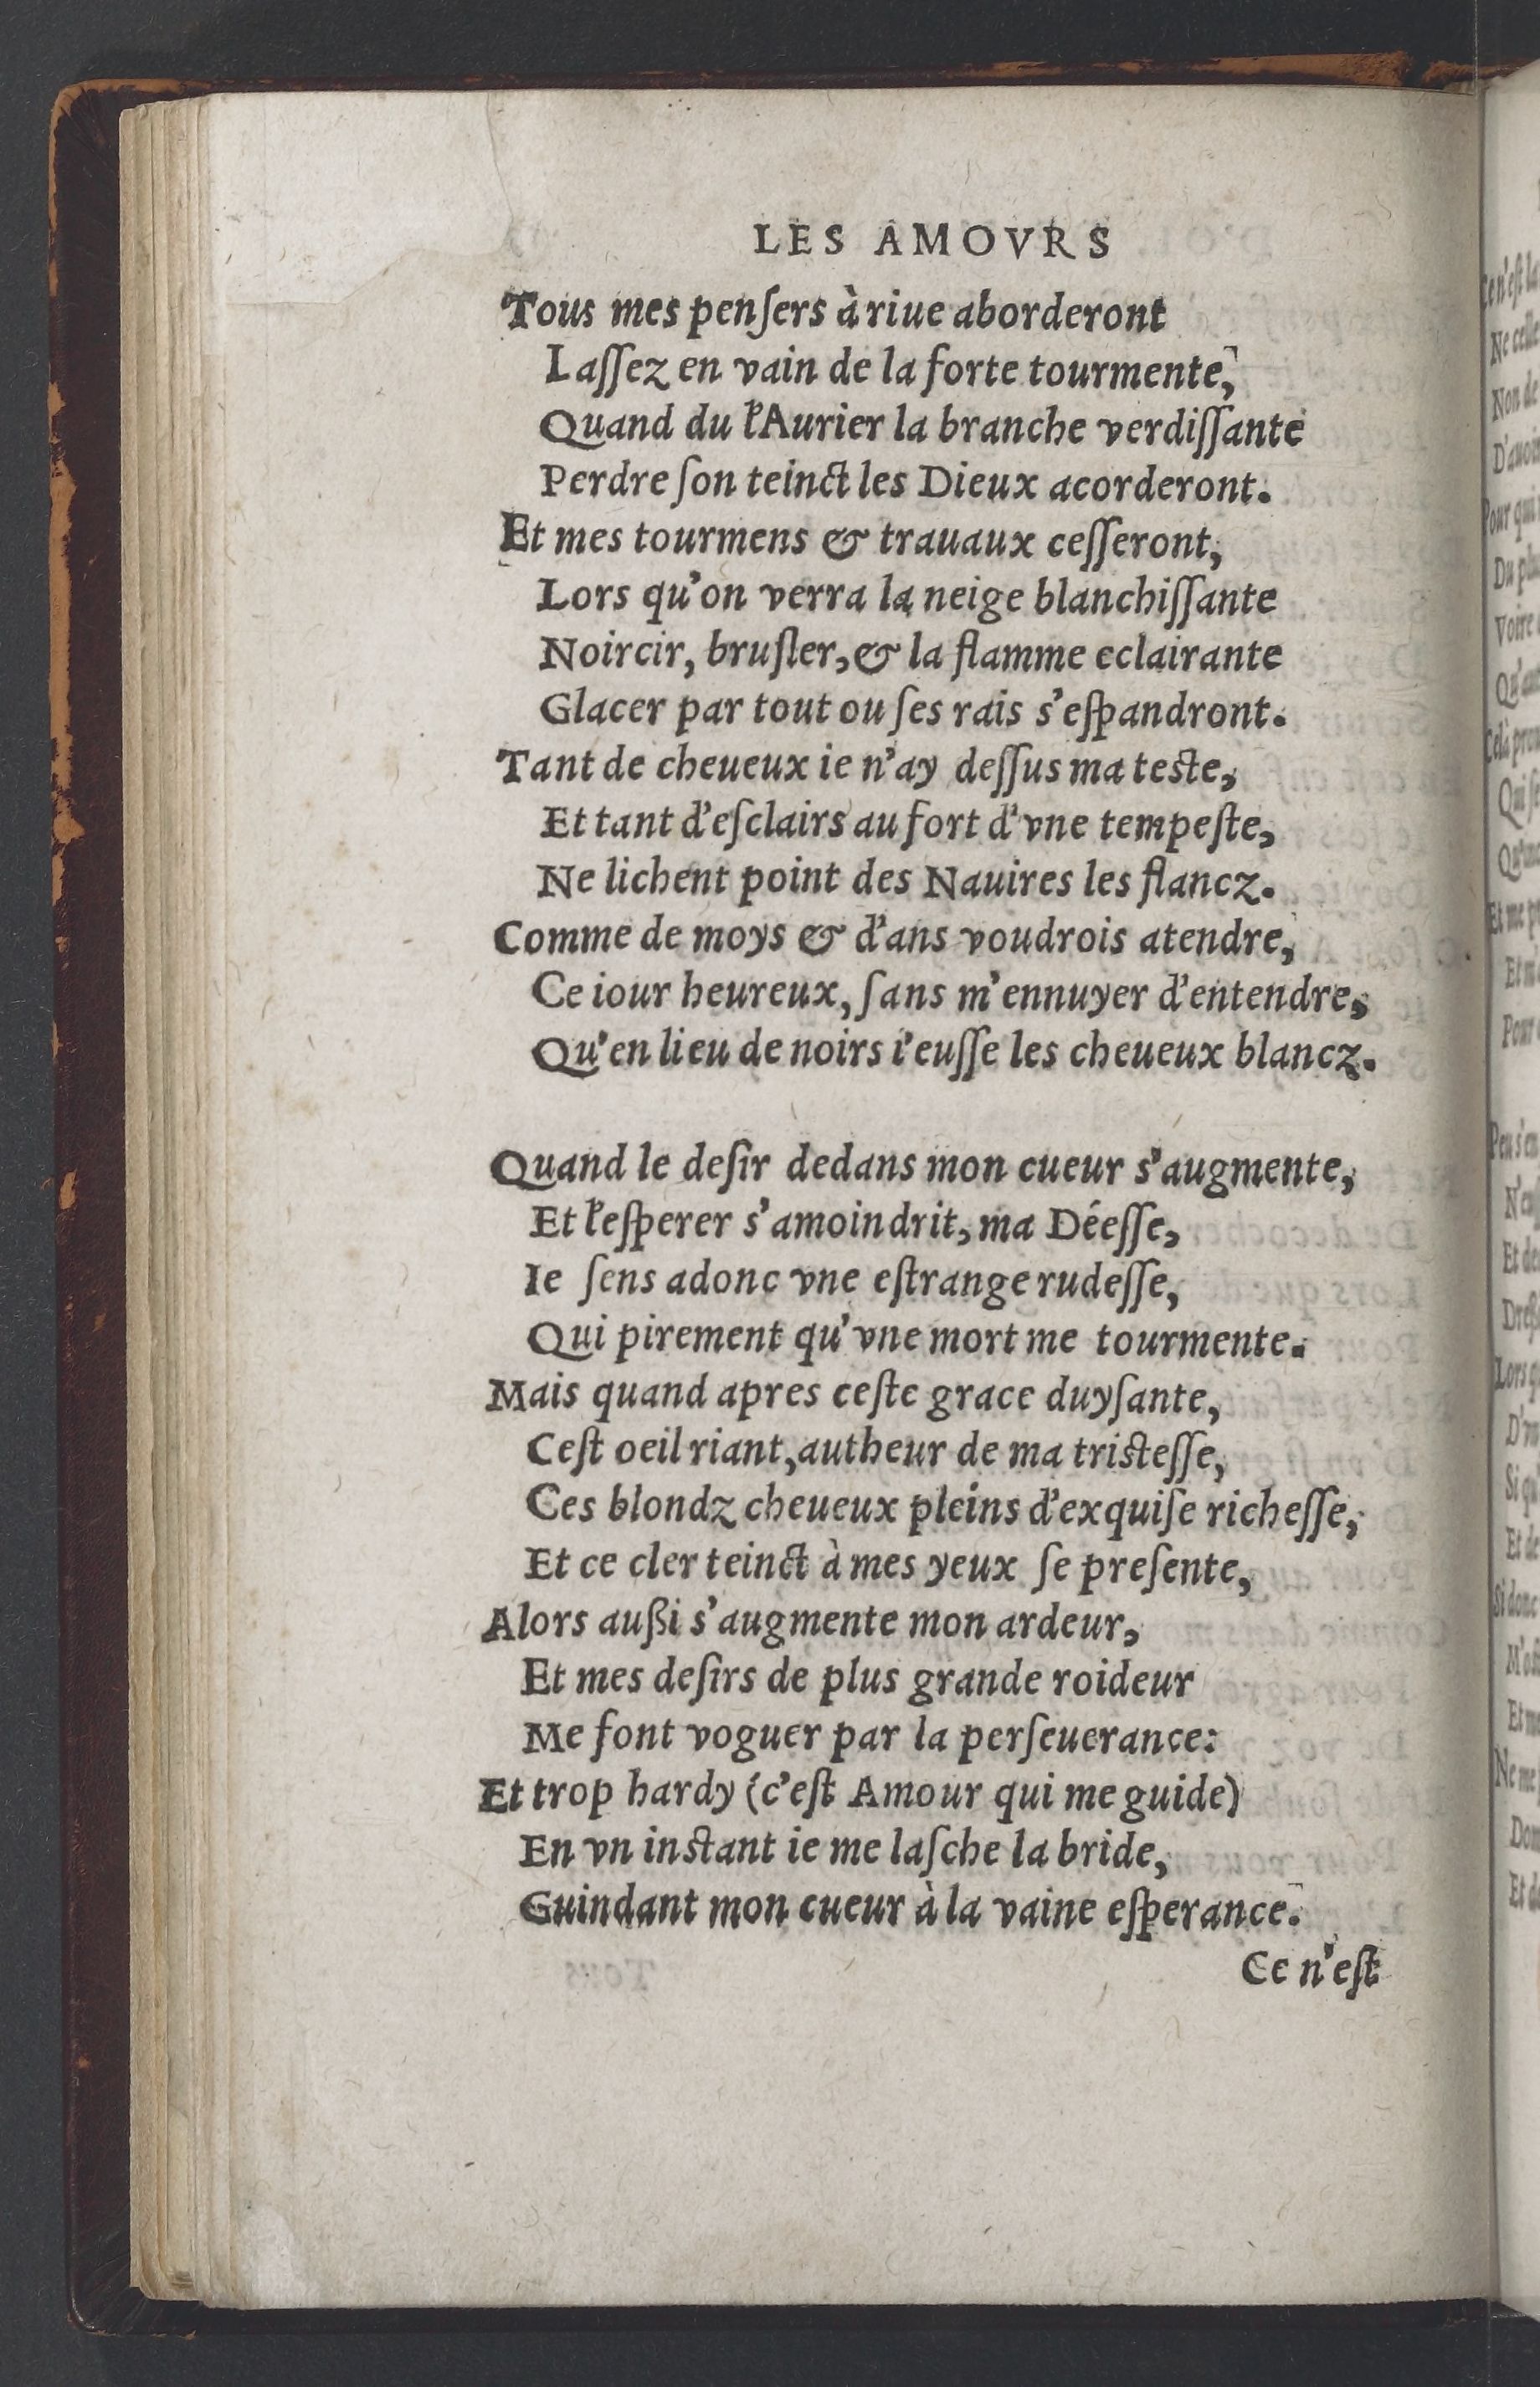 LES AMOVRS
Tous mes penſers à riue aborderont
Laſſez en vain de la forte tourmente,
Quand du l'Aurier la branche verdiſſante
Perdre ſon teinct les Dieux acorderont.
Et mes tourmens & trauaux ceſſeront,
Lors qu'on verra la neige blanchiſſante
Noircir, bruſler, & la flamme eclairante
Glacer par tout ou ſes rais s'eſpandront.
Tant de cheueux ie n'ay deſſus ma teſte,
Et tant d'eſclairs au fort d'vne tempeſte,
Ne lichent point des Nauires les flancz.
Comme de moys & d'ans voudrois atendre,
Ce iour heureux, ſans m'ennuyer d'entendre,
Qu'en lieu de noirs i'euſſe les cheueux blancz.
Quand le deſir dedans mon cueur s'augmente,
Et l'eſperer s'amoindrit, ma Déeſſe,
Ie ſens adonc vne eſtrange rudeſſe,
Qui pirement qu'vne mort me tourmente.
Mais quand apres ceſte grace duyſante,
Ceſt oeil riant, autheur de ma triſteſſe,
Ces blondz cheueux pleins d'exquiſe richeſſe,
Et ce cler teinct à mes yeux ſe preſente,
Alors außi s'augmente mon ardeur,
Et mes deſirs de plus grande roideur
Me font voguer par la perſeuerance:
Et trop hardy (c'eſt Amour qui me guide)
En vn inſtant ie me laſche la bride,
Guindant mon cueur à la vaine eſperance.
Ce n'eſt